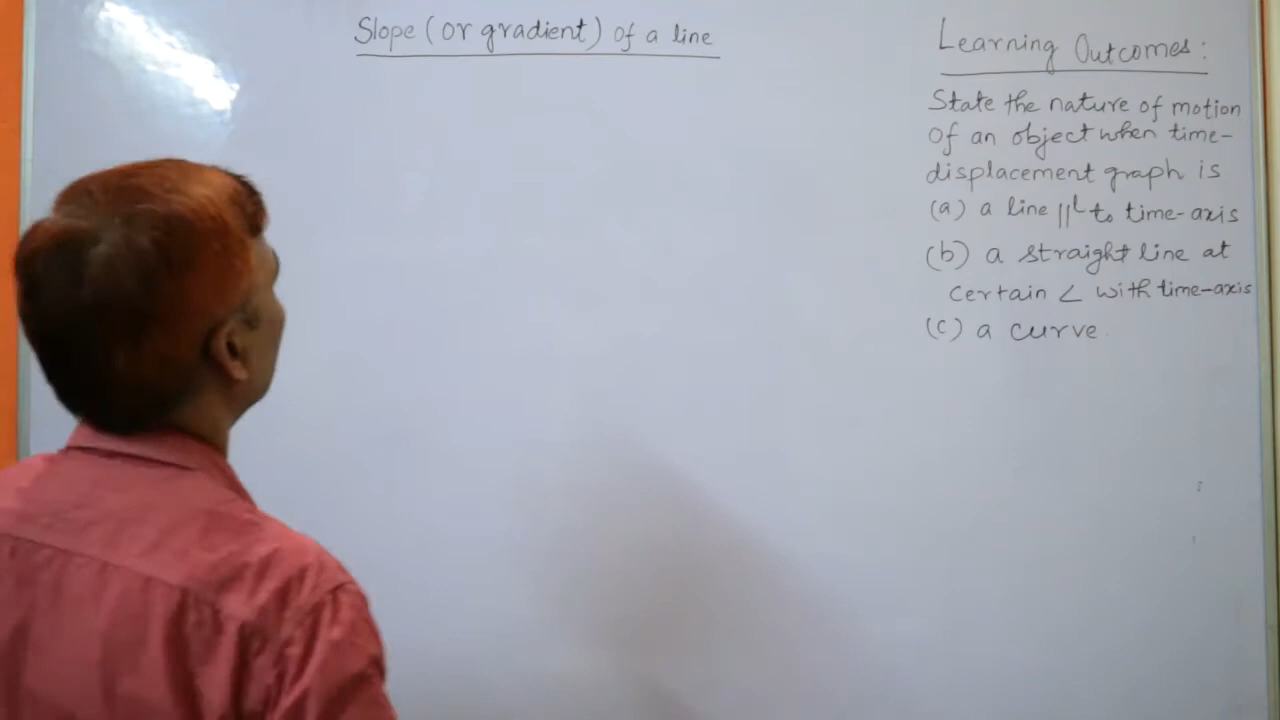 Slope (or gradient) of a line
Learning Outcomes:
State the nature of motion
of an object when time-
displacement graph is
(a) a line ||ᴸ to time-axis
(b) a straight line at
certain ∠ with time-axis
(c) a curve.